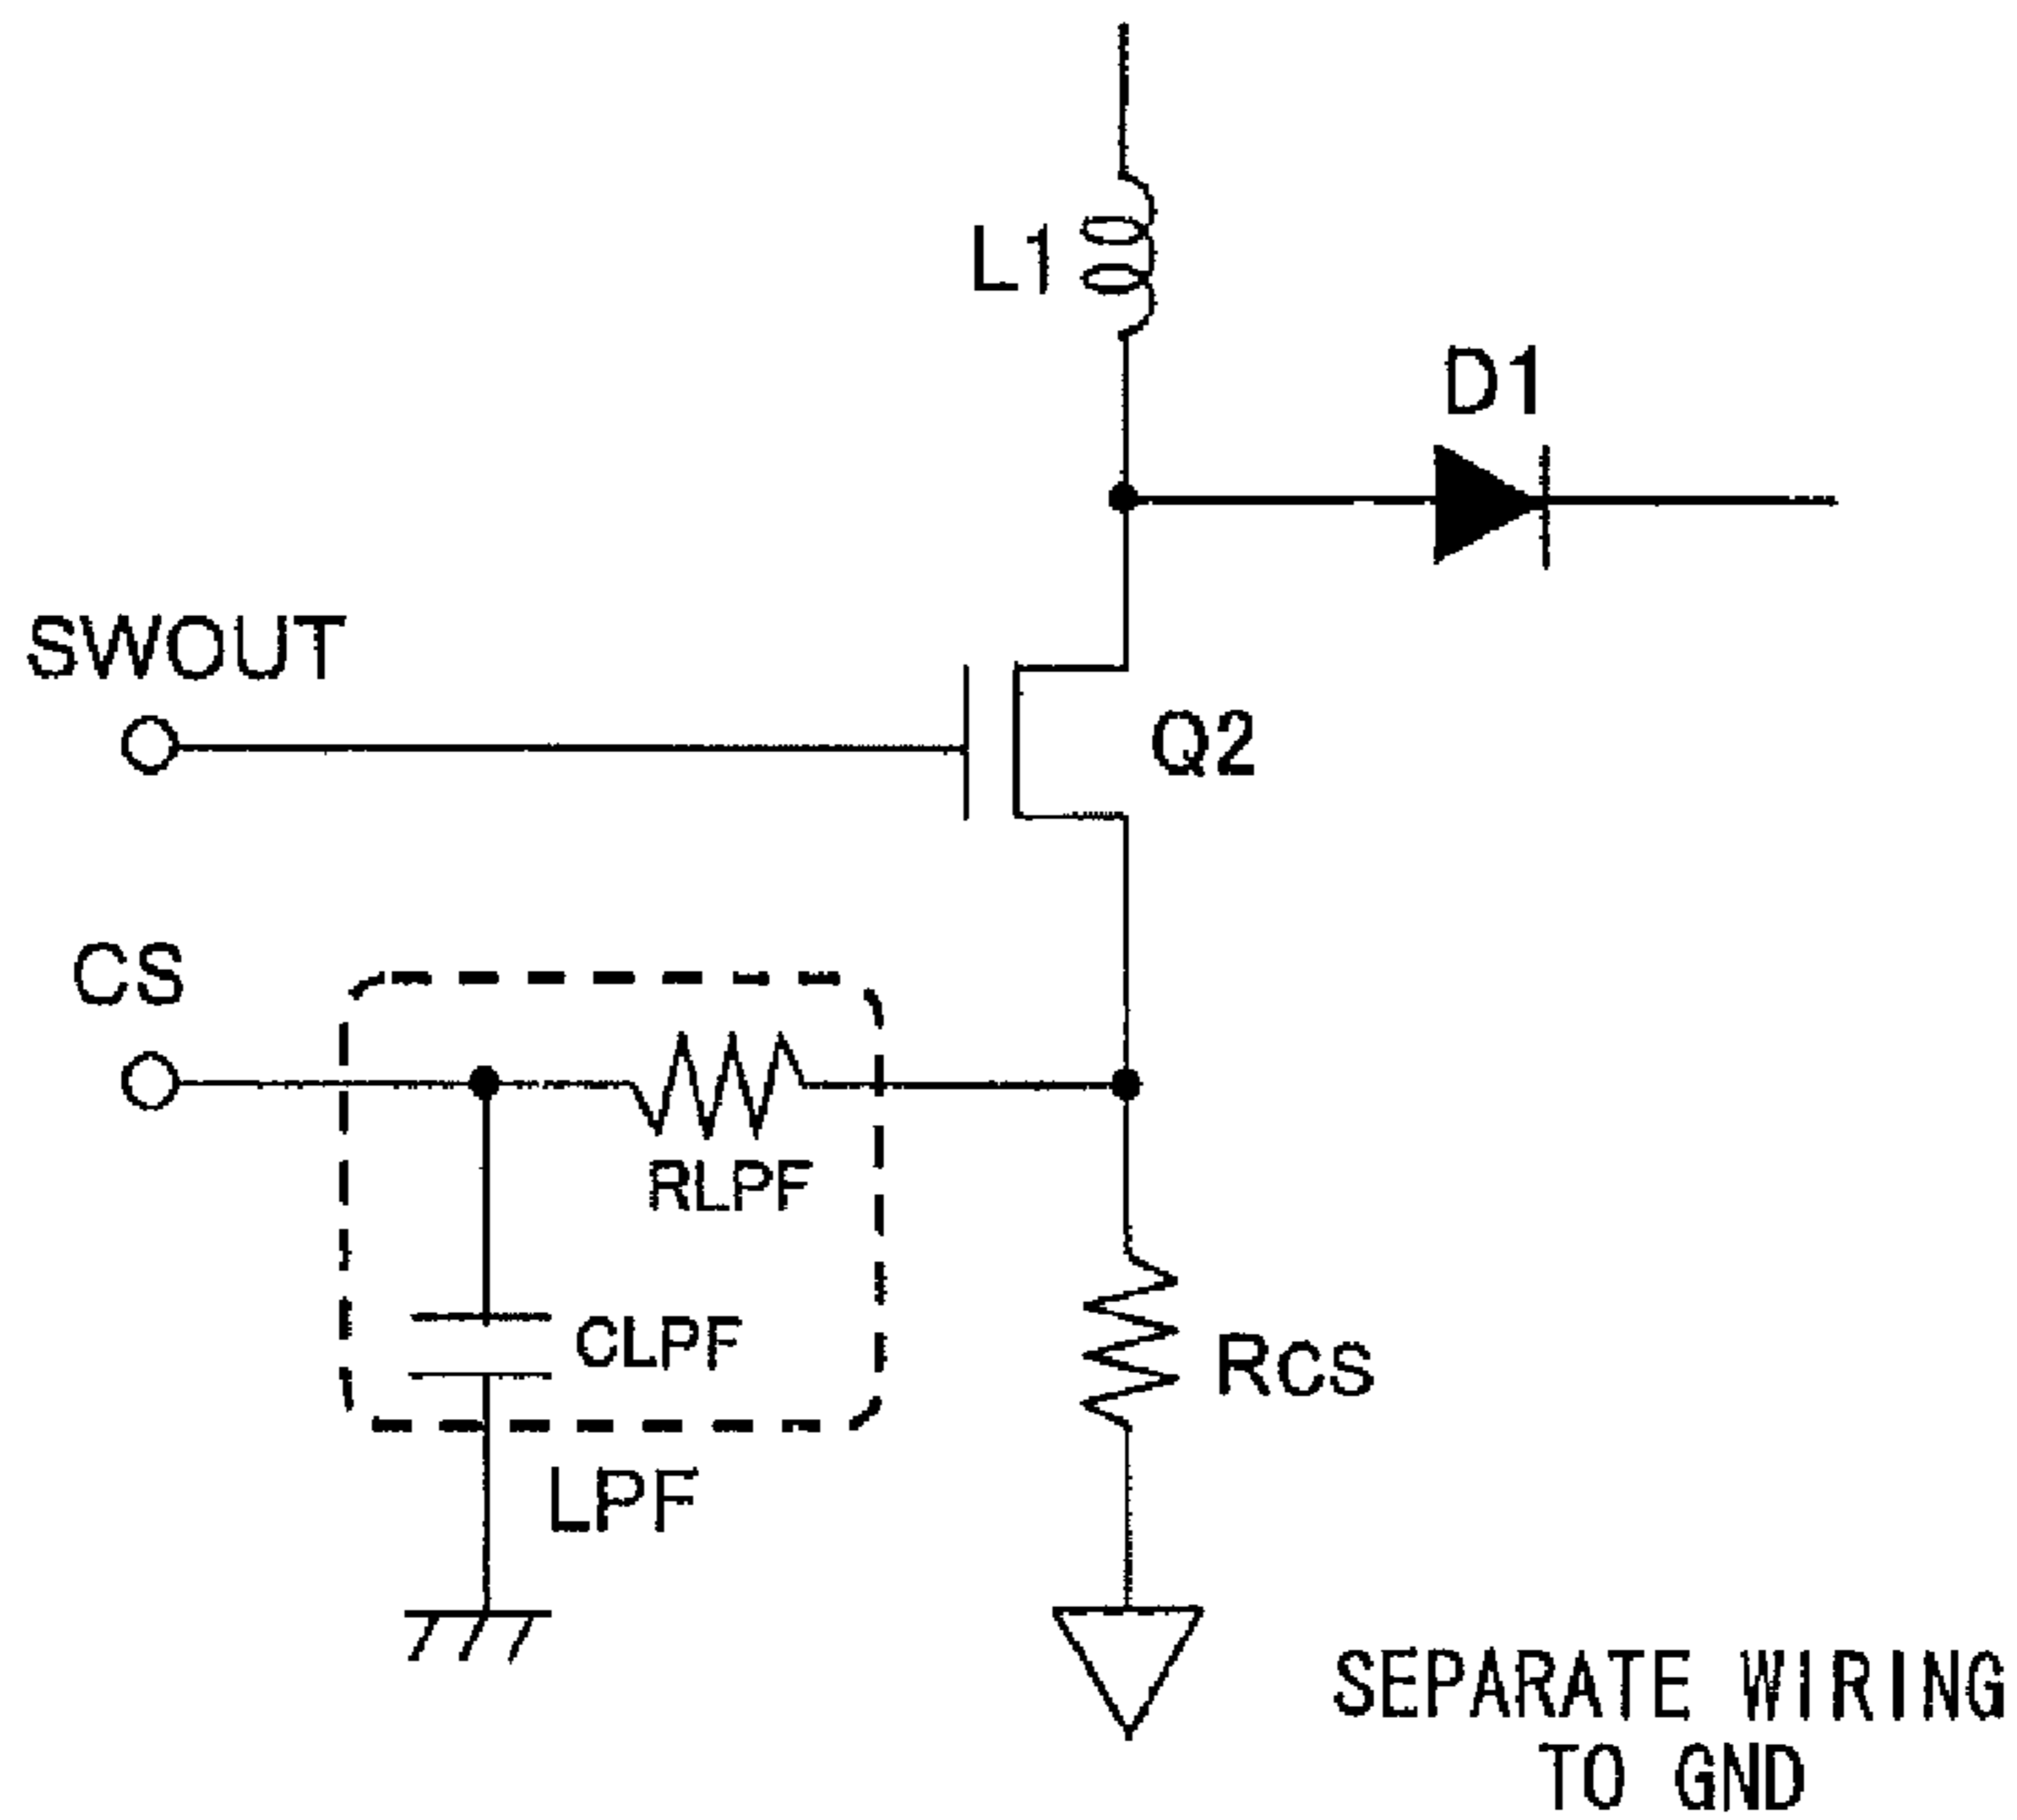 L1
D1
SWOUT
Q2
CS
RLPF
CLPF
RCS
LPF
SEPARATE WIRING
TO GND